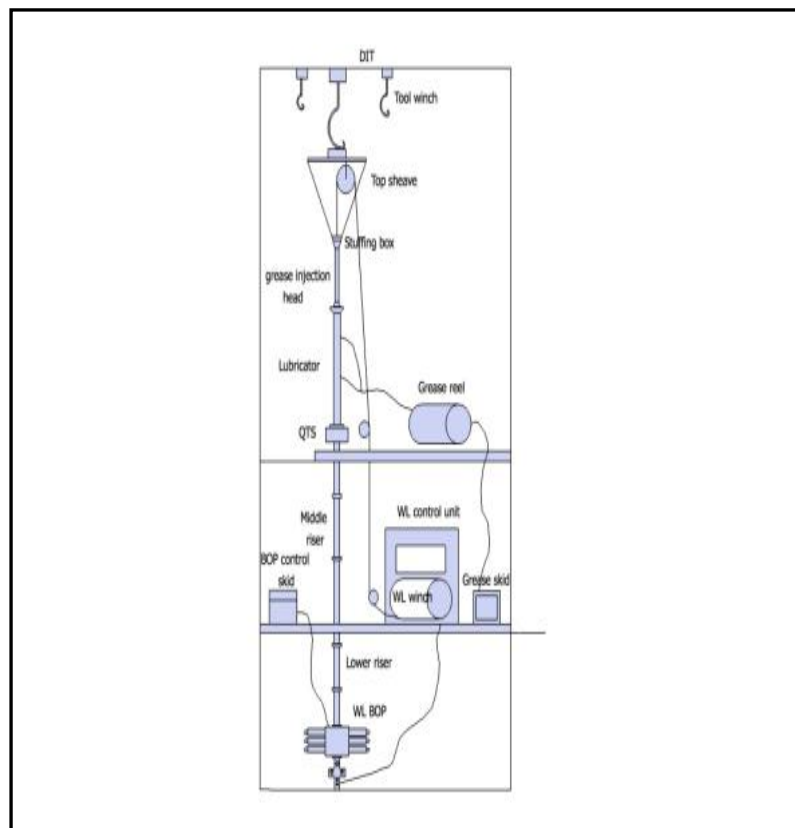 DIT
Tool winch
Top sheave
Stuffing box
grease injection
head
Lubricator
Grease reel
QTS
Middle
riser
WL control unit
BOP control
skid
Grease skid
WL winch
Lower riser
WL BOP